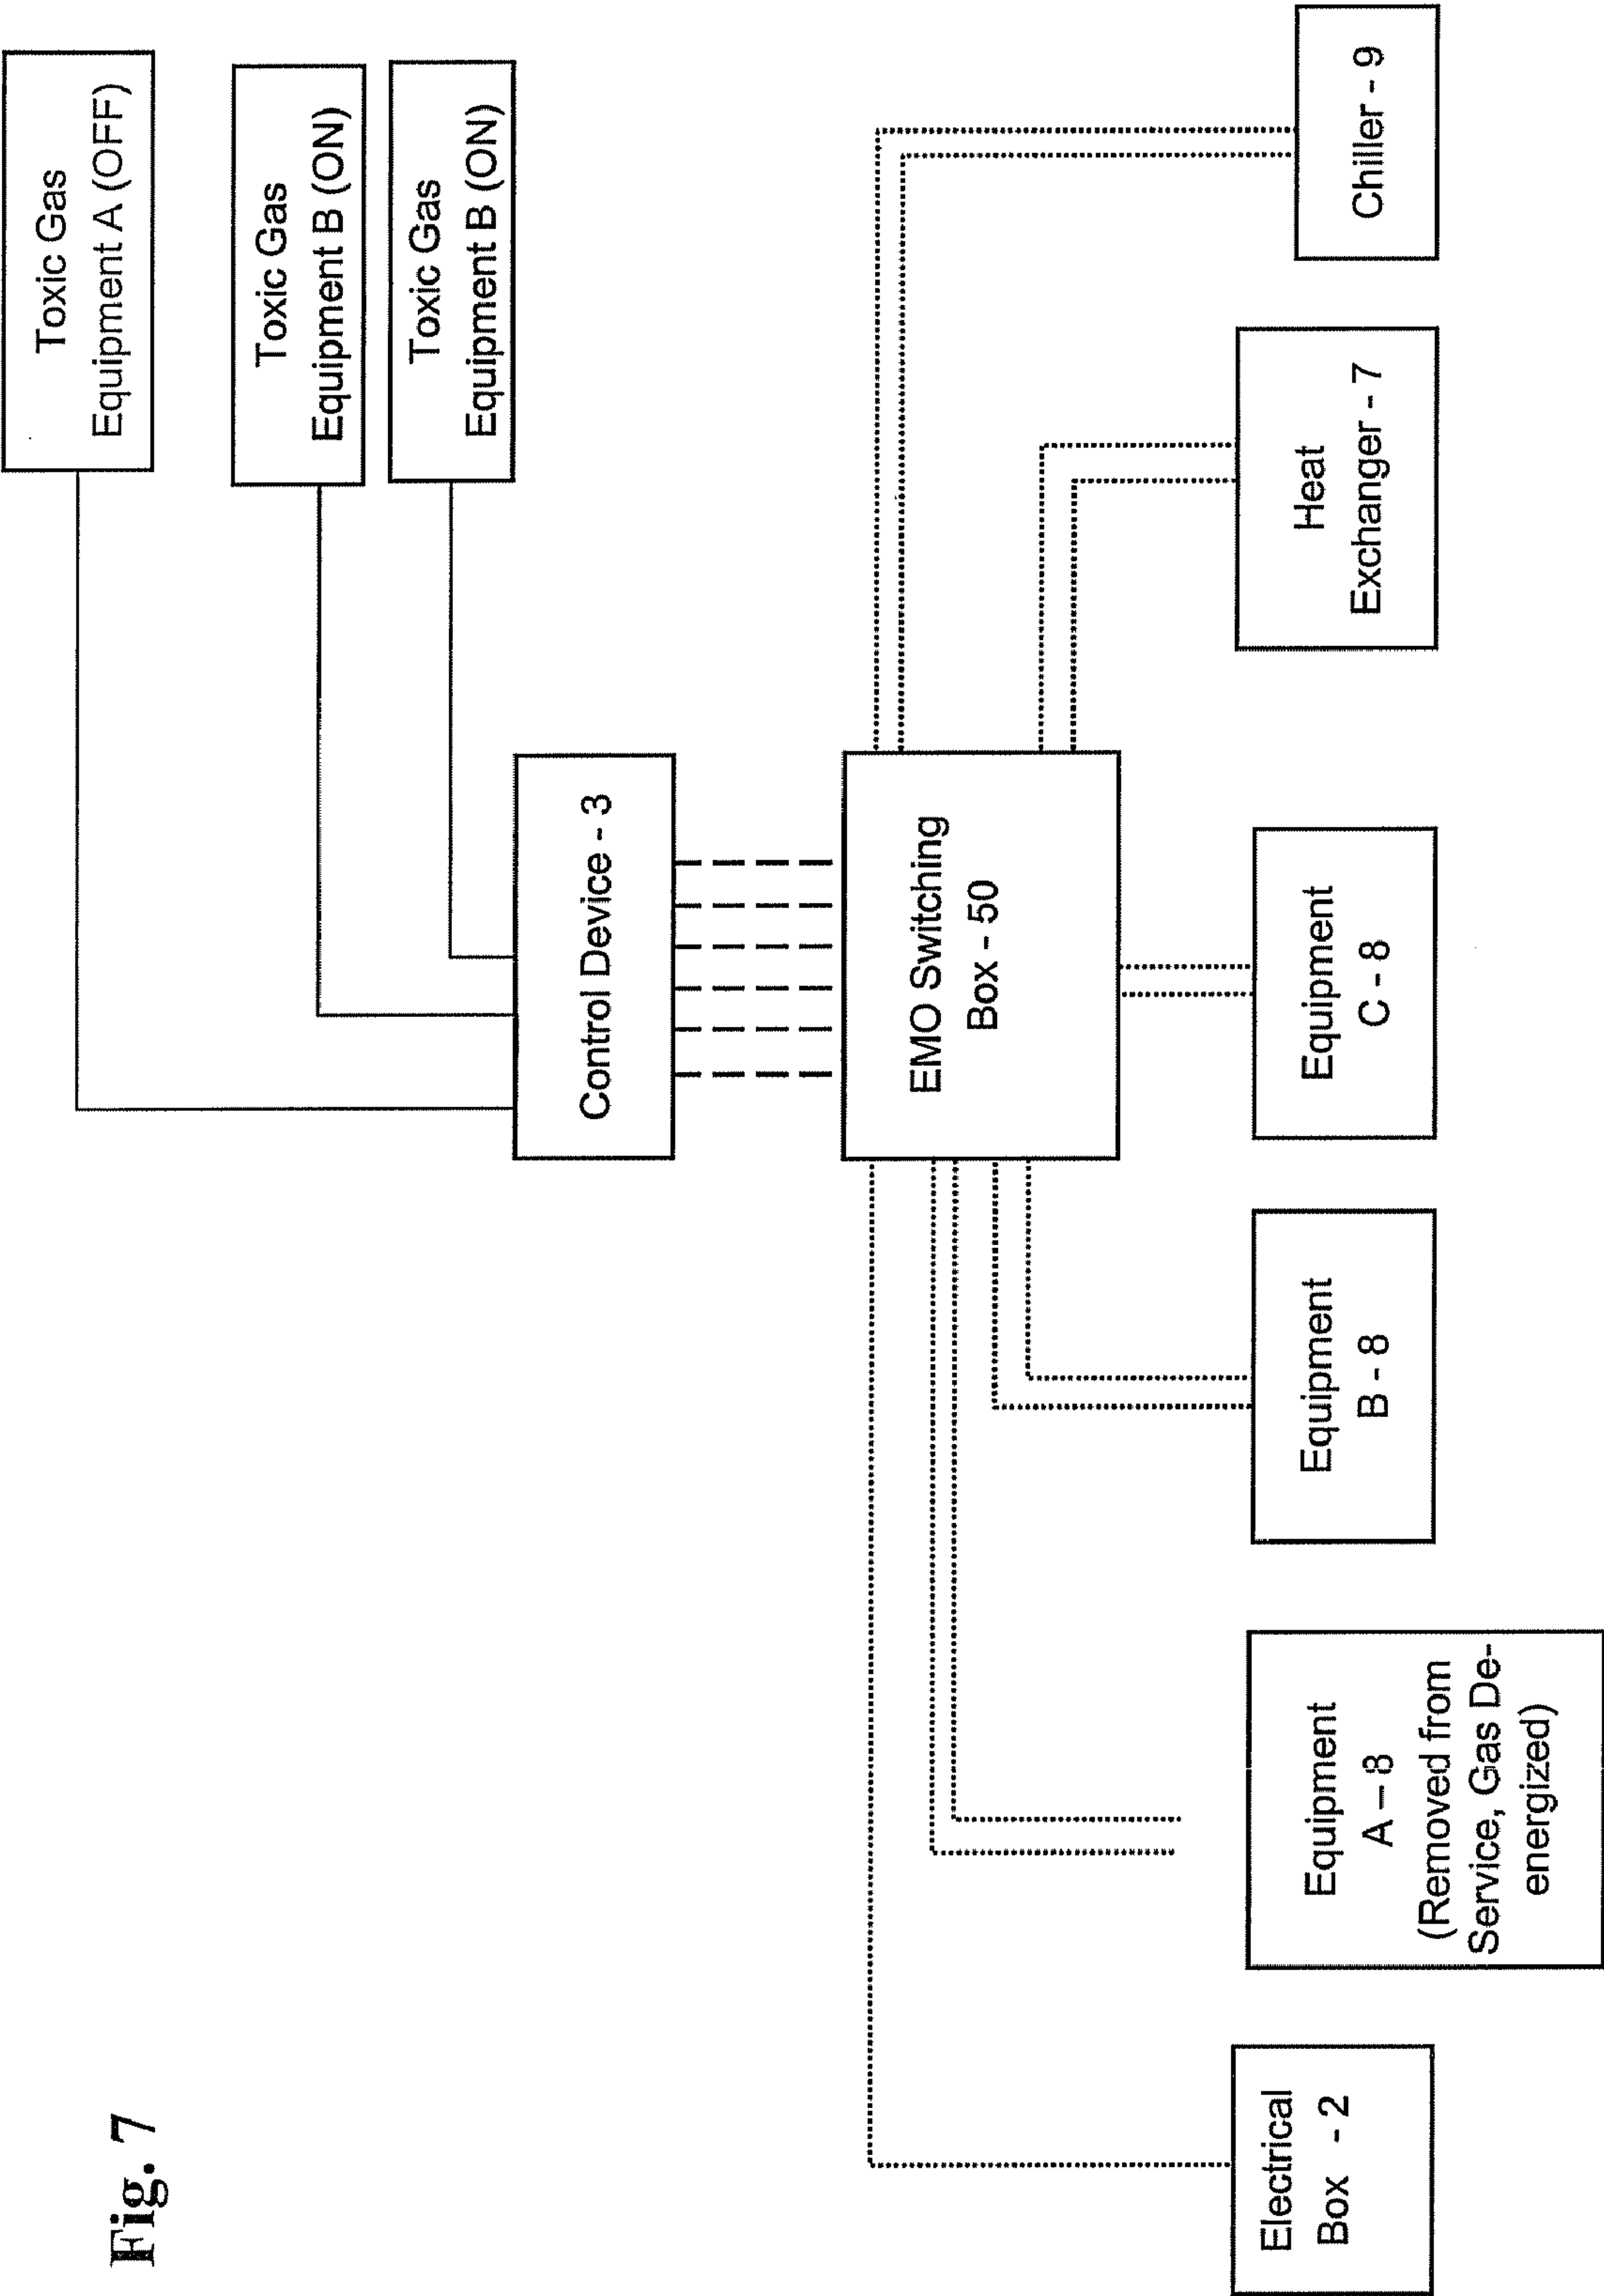 Fig. 7
Toxic Gas
Equipment A (OFF)
Toxic Gas
Equipment B (ON)
Toxic Gas
Equipment B (ON)
Control Device - 3
EMO Switching
Box - 50
Electrical
Box - 2
Equipment
A – 8
(Removed from
Service, Gas De-
energized)
Equipment
B - 8
Equipment
C - 8
Heat
Exchanger - 7
Chiller - 9